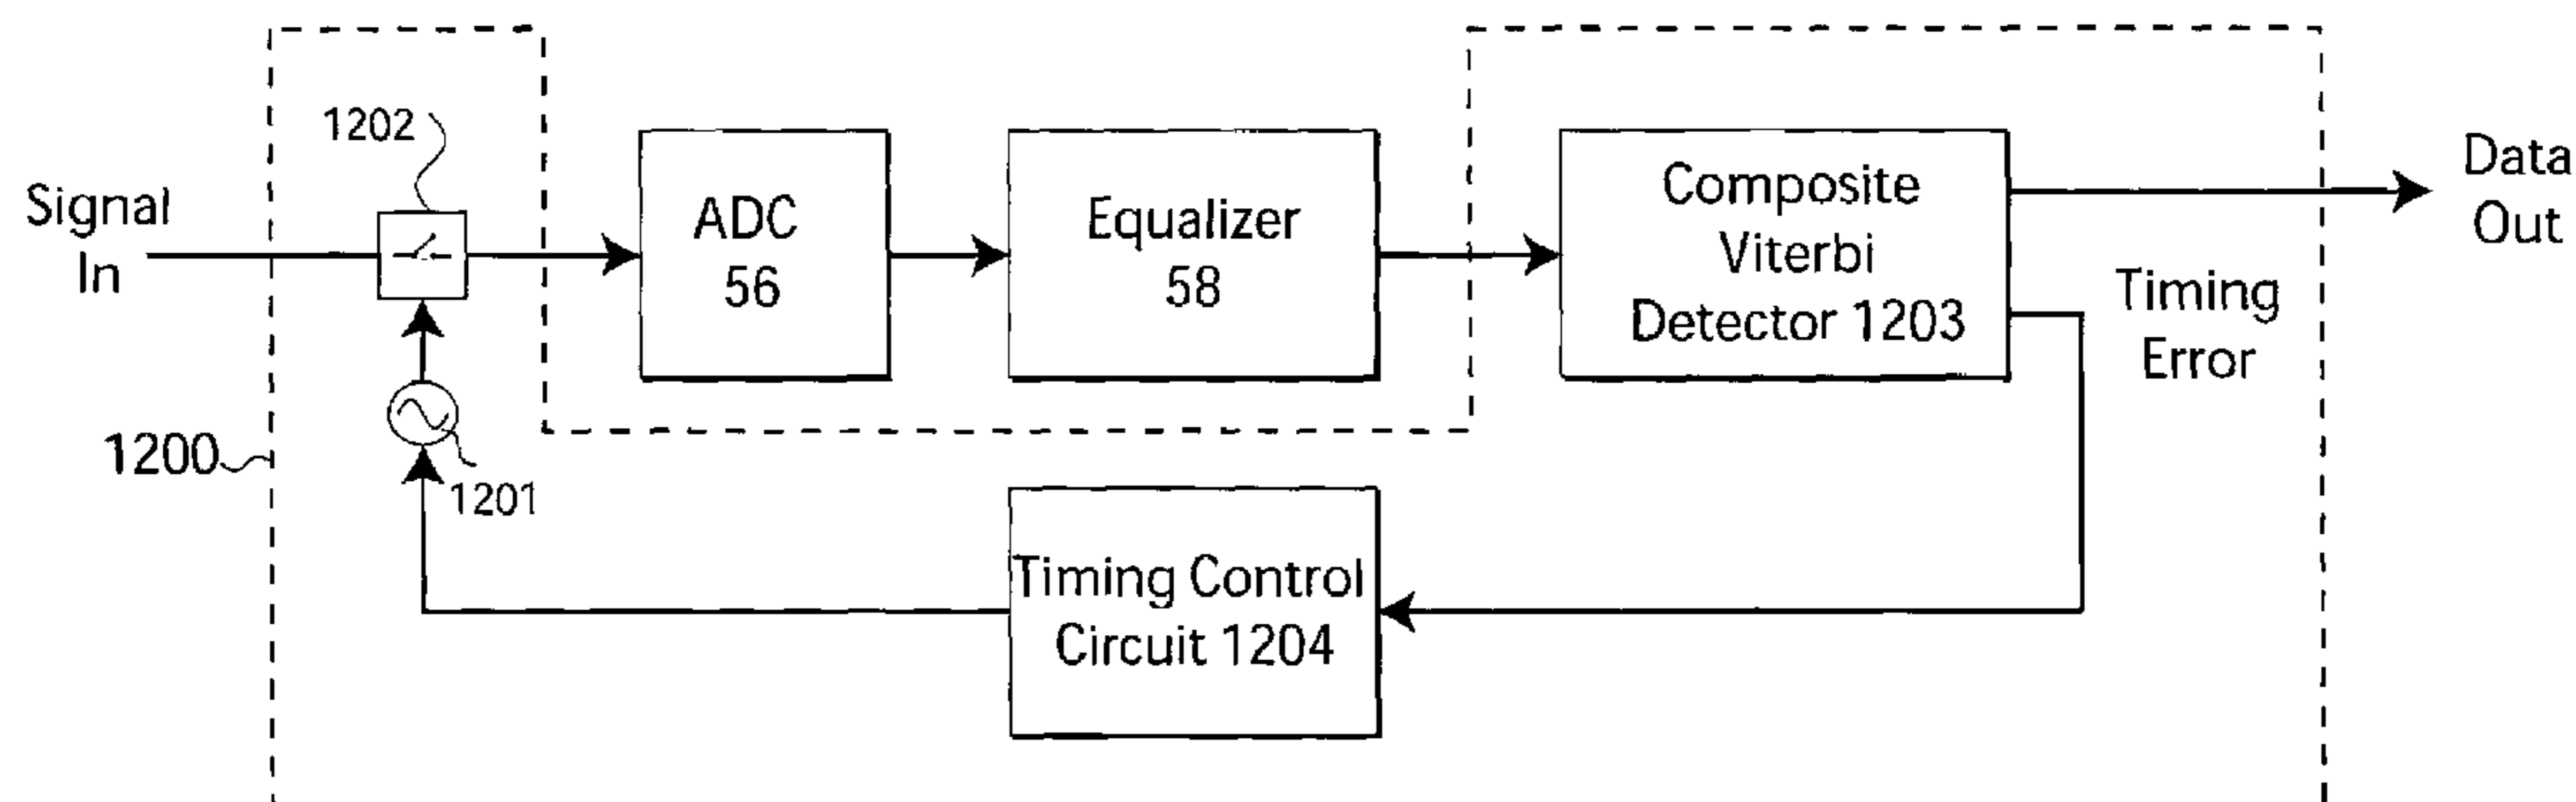 1202
Signal
In
ADC
56
Equalizer
58
Composite
Viterbi
Detector 1203
Data
Out
Timing
Error
1200
1201
Timing Control
Circuit 1204